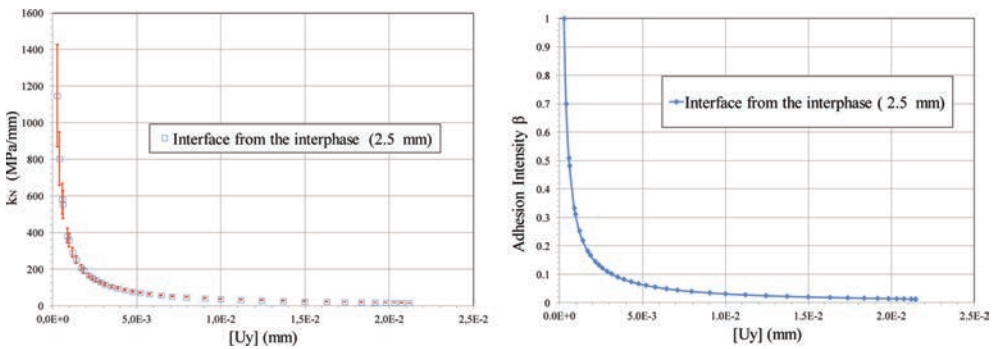 1600
1400
1200
1000
800
600
400
200
0
kN (MPa/mm)
Interface from the interphase (2.5 mm)
0,0E+0 5,0E-3 1,0E-2 1,5E-2 2,0E-2 2,5E-2
[Uy] (mm)
1
0.9
0.8
0.7
0.6
0.5
0.4
0.3
0.2
0.1
0
Adhesion Intensity β
Interface from the interphase ( 2.5 mm)
0,0E+0 5,0E-3 1,0E-2 1,5E-2 2,0E-2 2,5E-2
[Uy] (mm)